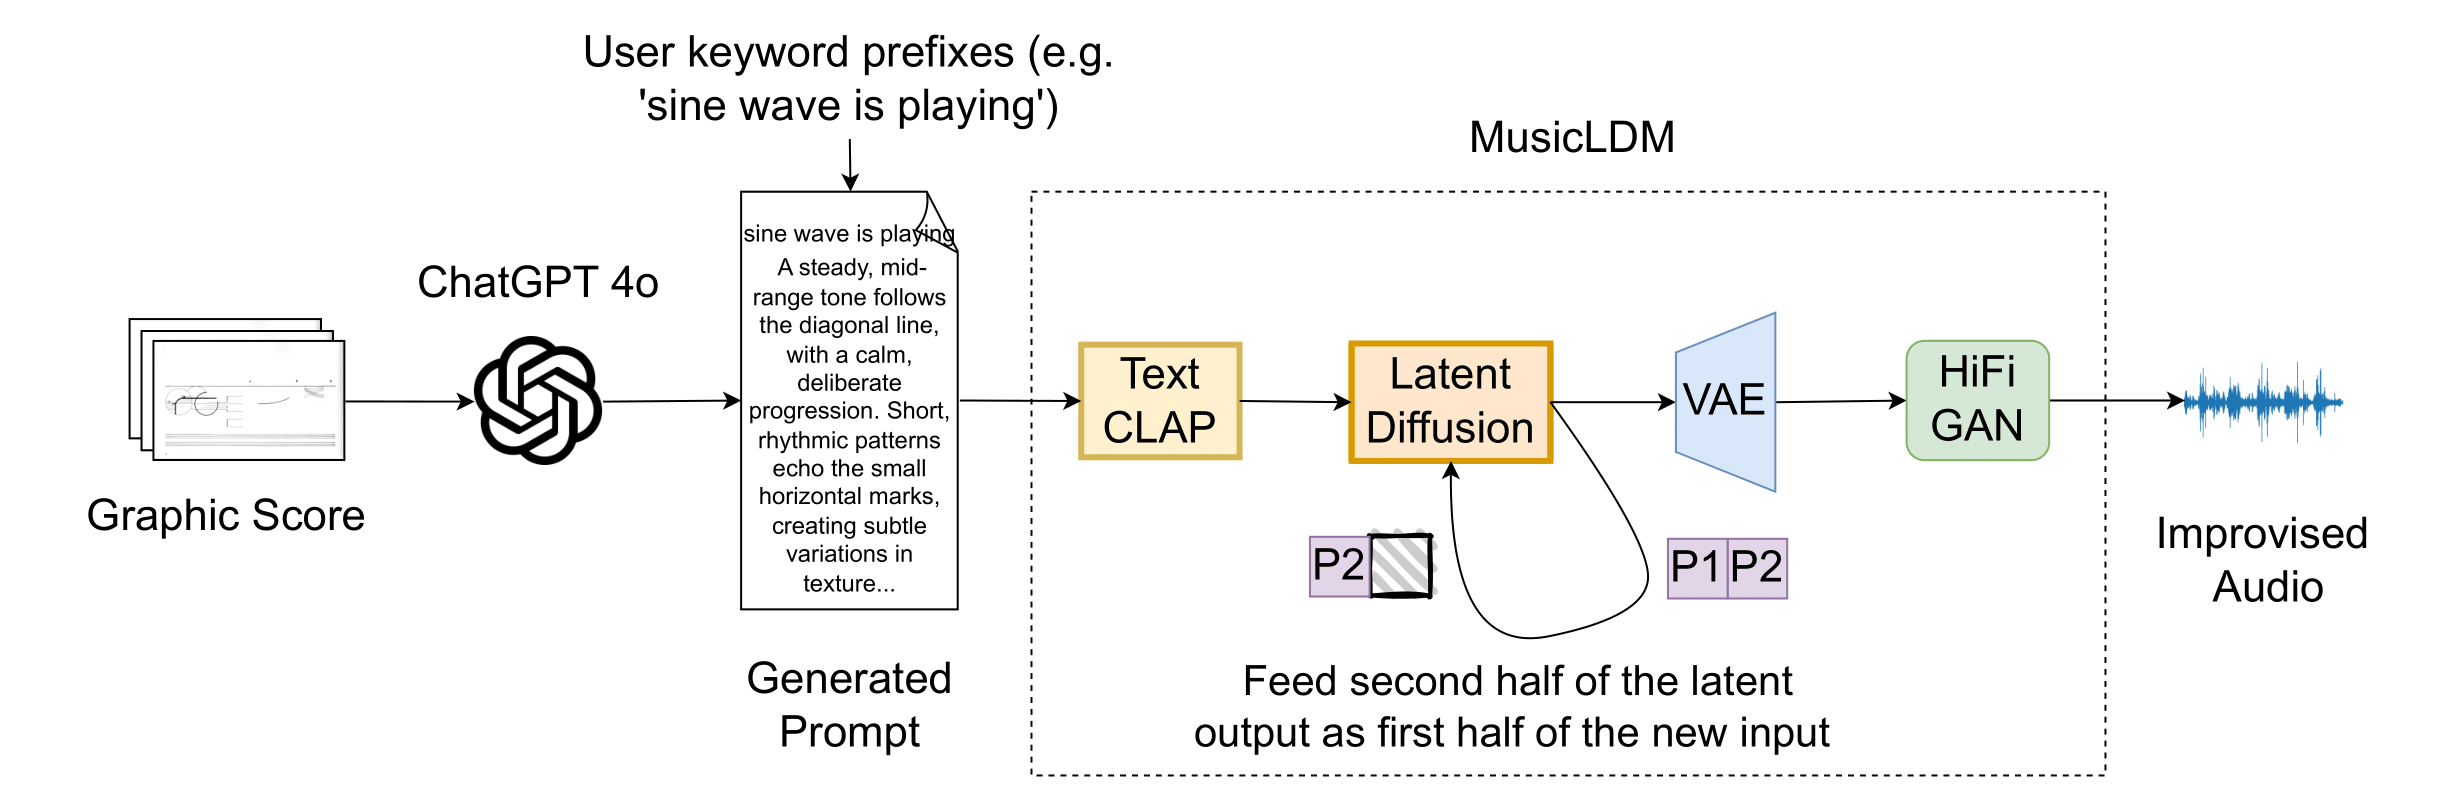 User keyword prefixes (e.g.
'sine wave is playing')
MusicLDM
ChatGPT 4o
sine wave is playing
A steady, mid-
range tone follows
the diagonal line,
with a calm,
deliberate
progression. Short,
rhythmic patterns
echo the small
horizontal marks,
creating subtle
variations in
texture...
Text
CLAP
Latent
Diffusion
VAE
HiFi
GAN
Graphic Score
P2
P1 P2
Improvised
Audio
Generated
Prompt
Feed second half of the latent
output as first half of the new input